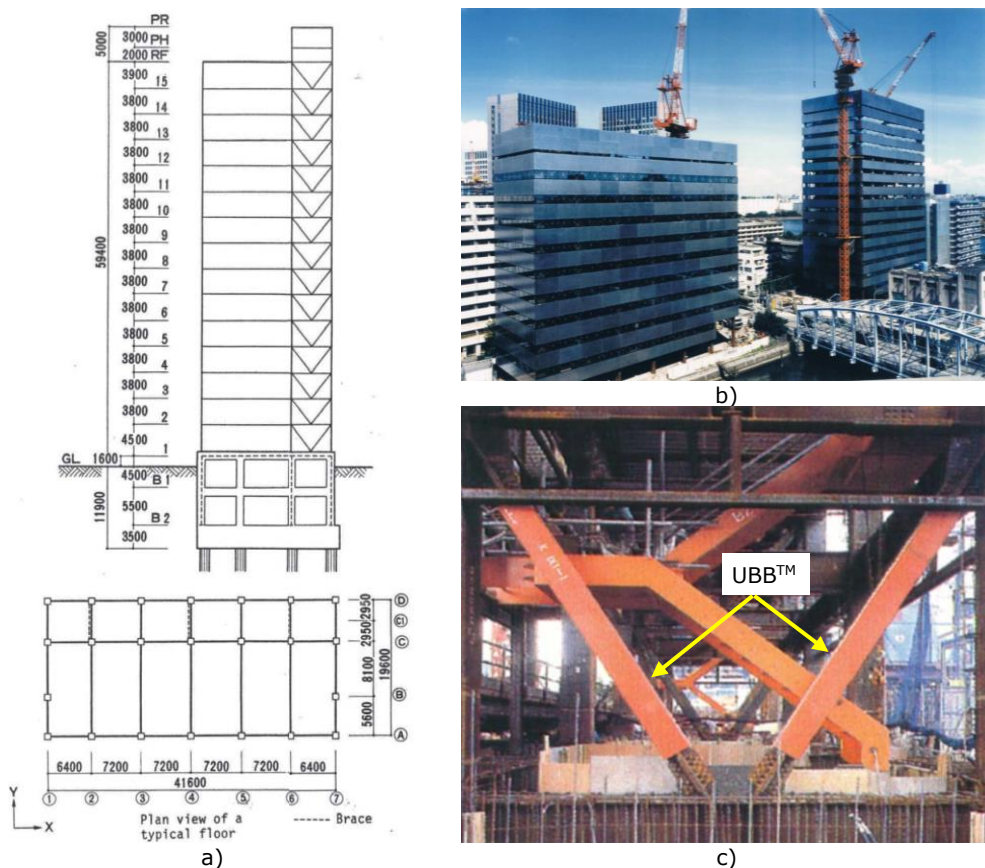 PR
3000 PH
5000
2000 RF
3900 15
3800 14
3800 13
3800 12
3800 11
3800 10
3800 9
3800 8
59400
3800 7
3800 6
3800 5
3800 4
3800 3
3800 2
4500 1
GL 1600
4500 B1
5500 B2
11900
3500
D
2950
C1
2950
C
8100
19600
B
5600
A
6400 7200 7200 7200 7200 6400
41600
1 2 3 4 5 6 7
Y
X
Plan view of a
typical floor
Brace
a)
b)
UBB™
c)